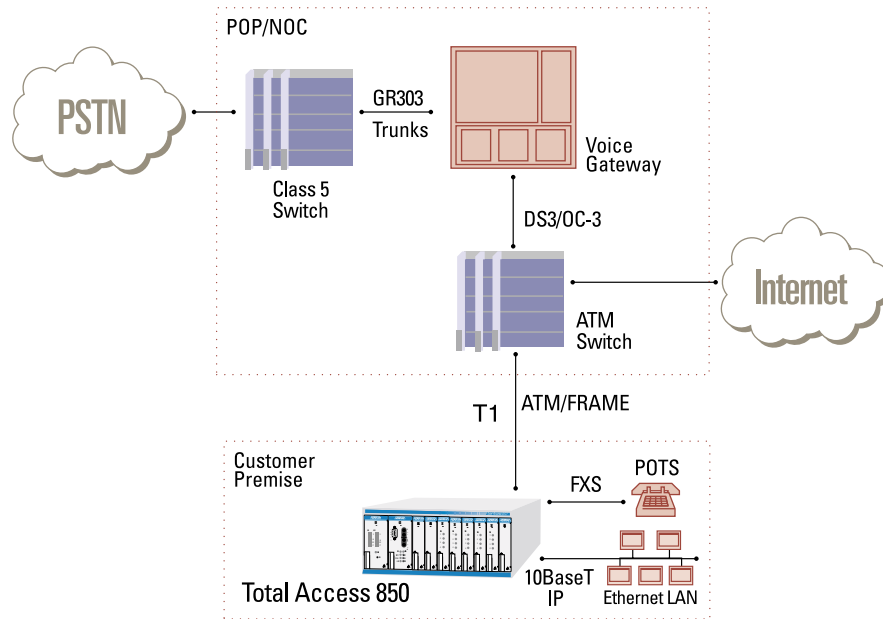 POP/NOC
PSTN
GR303
Trunks
Class 5
Switch
Voice
Gateway
DS3/OC-3
Internet
ATM
Switch
T1
ATM/FRAME
Customer
Premise
POTS
FXS
10BaseT
IP
Ethernet LAN
Total Access 850